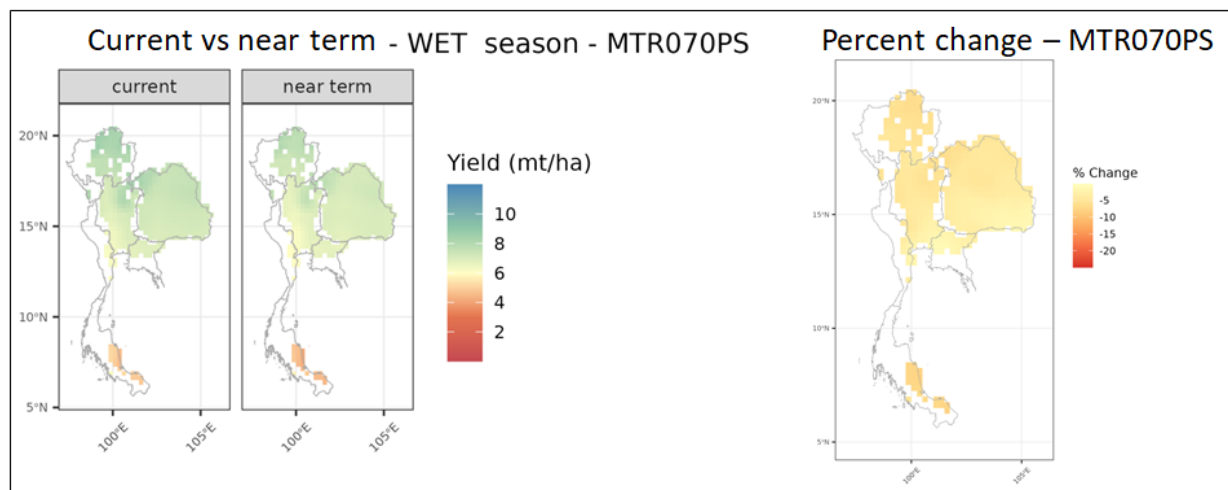 Current vs near term - WET season - MTR070PS
Percent change – MTR070PS
current
near term
20°N
15°N
10°N
5°N
100°E
105°E
100°E
105°E
Yield (mt/ha)
10
8
6
4
2
20°N
15°N
10°N
5°N
100°E
105°E
% Change
-5
-10
-15
-20